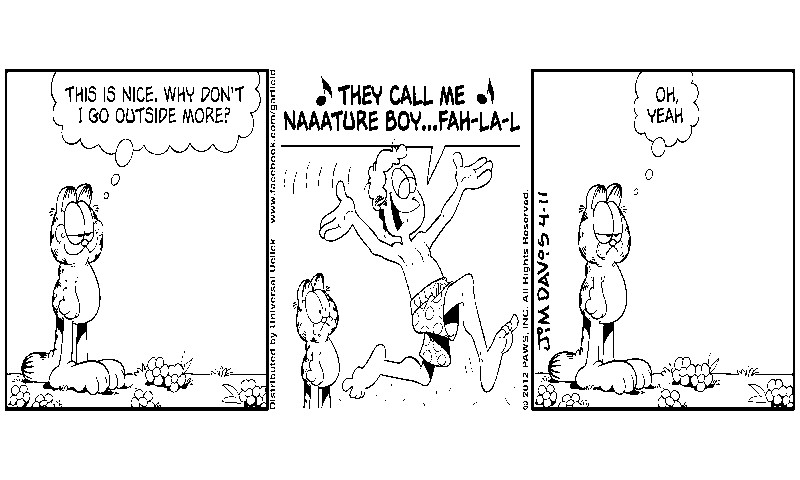 THIS IS NICE. WHY DON'T
I GO OUTSIDE MORE?
www.facebook.com/garfield
Distributed by Universal Uclick
♪ THEY CALL ME ♪
NAAATURE BOY...FAH-LA-L
© 2012 PAWS, INC. All Rights Reserved.
JIM DAVIS 4-11
OH,
YEAH